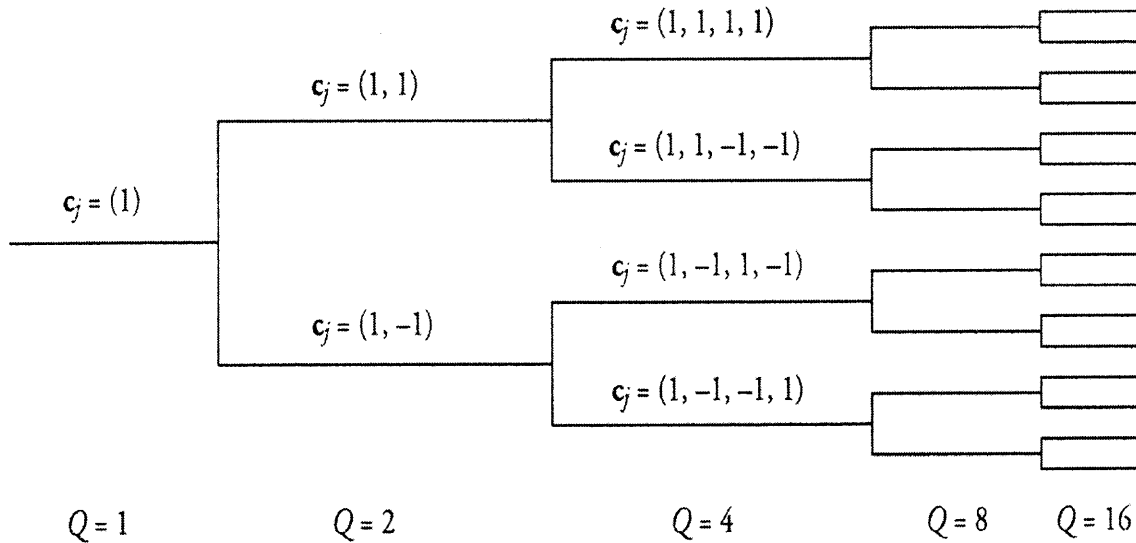 c_j = (1, 1, 1, 1)
c_j = (1, 1)
c_j = (1, 1, –1, –1)
c_j = (1)
c_j = (1, –1, 1, –1)
c_j = (1, –1)
c_j = (1, –1, –1, 1)
Q = 1 Q = 2 Q = 4 Q = 8 Q = 16